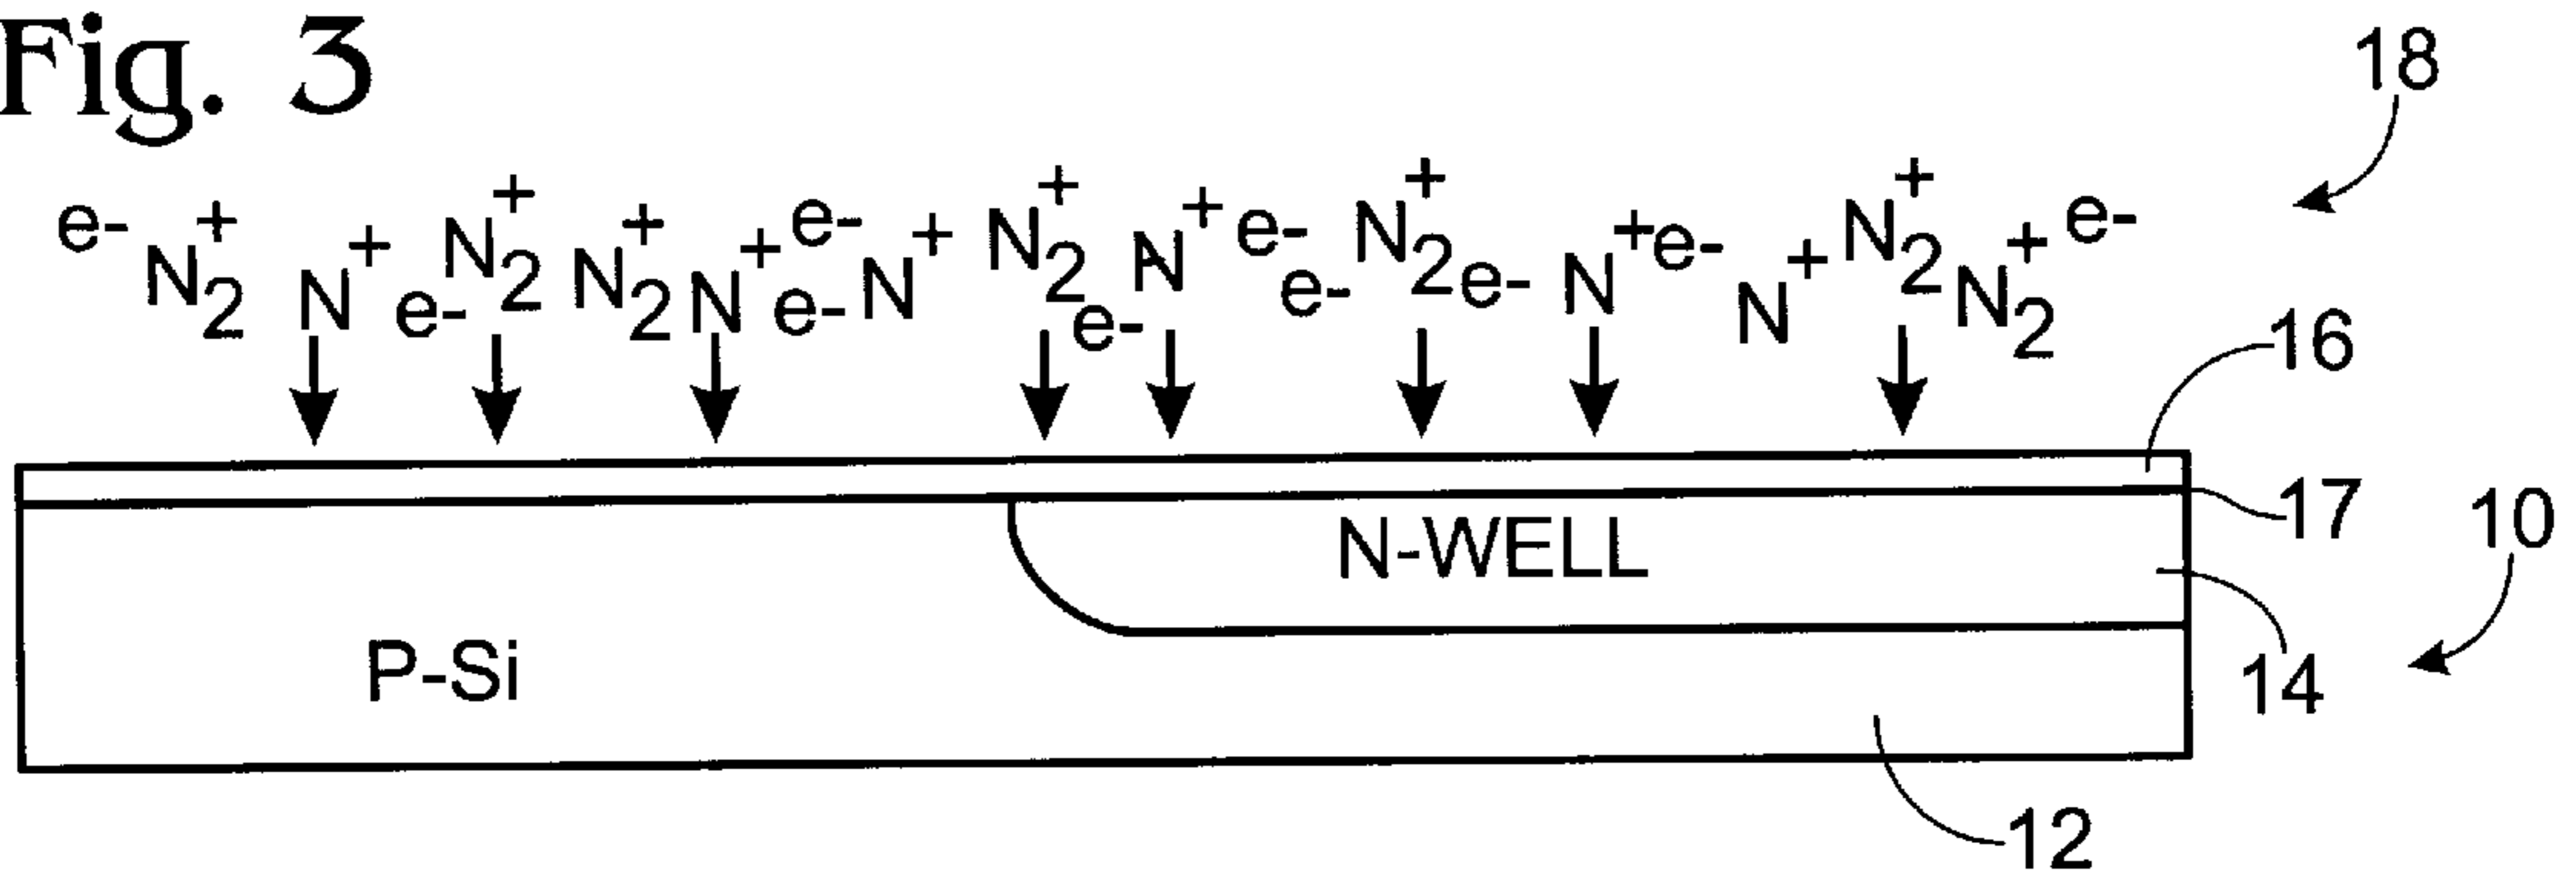 Fig. 3
18
e- N₂⁺ N⁺ e- N₂⁺ N₂⁺ N⁺ e- e- N⁺ N₂⁺ e- N⁺ e- e- N₂⁺ e- N⁺ e- N⁺ N₂⁺ N₂⁺ e-
16
17
10
N-WELL
P-Si
14
12